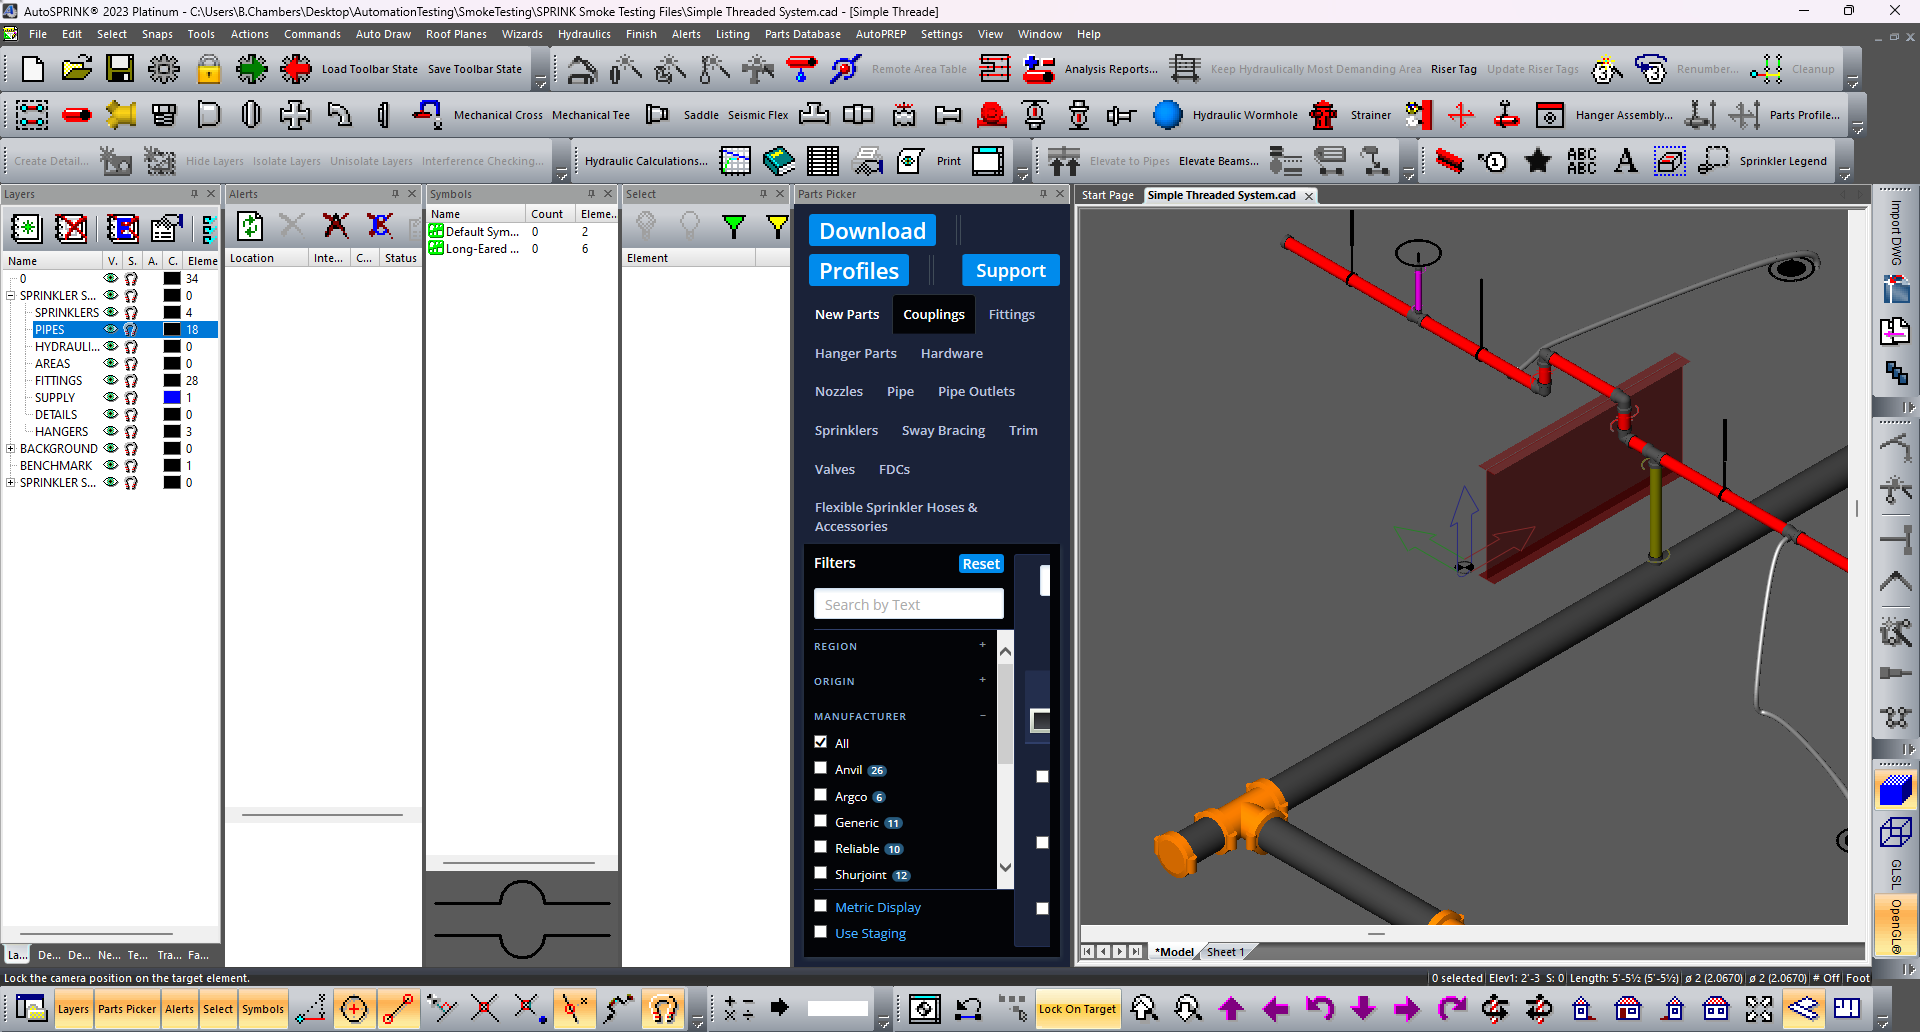 AutoSPRINK® 2023 Platinum - C:\Users\B.Chambers\Desktop\AutomationTesting\SmokeTesting\SPRINK Smoke Testing Files\Simple Threaded System.cad - [Simple Threade]
File Edit Select Snaps Tools Actions Commands Auto Draw Roof Planes Wizards Hydraulics Finish Alerts Listing Parts Database AutoPREP Settings View Window Help
Load Toolbar State Save Toolbar State Remote Area Table Analysis Reports... Keep Hydraulically Most Demanding Area Riser Tag Update Riser Tags 3 3 Renumber... Cleanup
Mechanical Cross Mechanical Tee Saddle Seismic Flex Hydraulic Wormhole Strainer Hanger Assembly... Parts Profile...
Create Detail... Hide Layers Isolate Layers Unisolate Layers Interference Checking... Hydraulic Calculations... Print Elevate to Pipes Elevate Beams... 1 ABC ABC A Sprinkler Legend
Layers
Name V. S. A. C. Eleme
0 34
SPRINKLER S... 0
SPRINKLERS 4
PIPES 18
HYDRAULI... 0
AREAS 0
FITTINGS 28
SUPPLY 1
DETAILS 0
HANGERS 3
BACKGROUND 0
BENCHMARK 1
SPRINKLER S... 0
La... De... De... Ne... Te... Tra... Fa...
Alerts
Location Inte... C... Status
Symbols
Name Count Eleme...
Default Sym... 0 2
Long-Eared ... 0 6
Select
Element
Parts Picker
Download
Profiles Support
New Parts Couplings Fittings
Hanger Parts Hardware
Nozzles Pipe Pipe Outlets
Sprinklers Sway Bracing Trim
Valves FDCs
Flexible Sprinkler Hoses &
Accessories
Filters Reset
Search by Text
REGION +
ORIGIN +
MANUFACTURER −
All
Anvil 26
Argco 6
Generic 11
Reliable 10
Shurjoint 12
Metric Display
Use Staging
Start Page Simple Threaded System.cad
*Model Sheet 1
Import DWG
GLSL
OpenGL®
Lock the camera position on the target element.
0 selected Elev1: 2'-3 S: 0 Length: 5'-5½ (5'-5½) ø 2 (2.0670) ø 2 (2.0670) # Off Foot
Layers Parts Picker Alerts Select Symbols Lock On Target